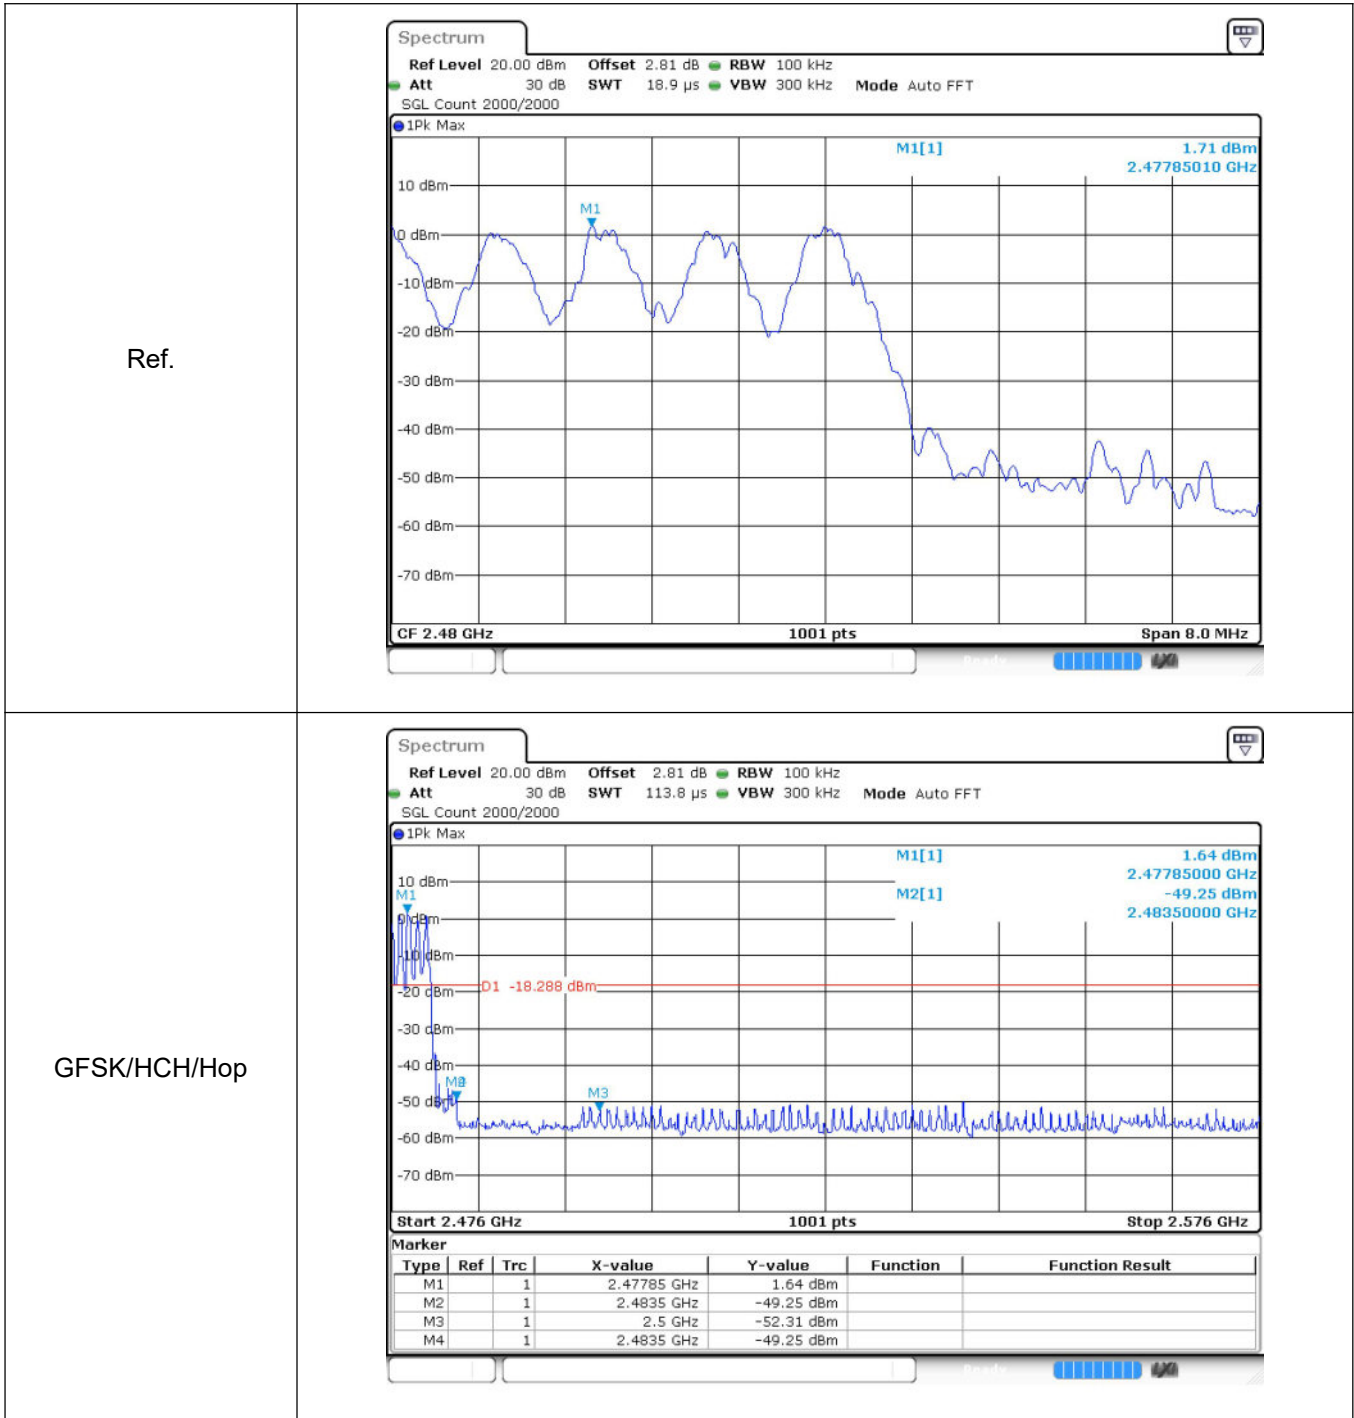 Ref.
Spectrum
Ref Level 20.00 dBm Offset 2.81 dB RBW 100 kHz
Att 30 dB SWT 18.9 µs VBW 300 kHz Mode Auto FFT
SGL Count 2000/2000
1Pk Max
M1[1] 1.71 dBm
2.47785010 GHz
10 dBm
M1
0 dBm
-10 dBm
-20 dBm
-30 dBm
-40 dBm
-50 dBm
-60 dBm
-70 dBm
CF 2.48 GHz 1001 pts Span 8.0 MHz
Ready
GFSK/HCH/Hop
Spectrum
Ref Level 20.00 dBm Offset 2.81 dB RBW 100 kHz
Att 30 dB SWT 113.8 µs VBW 300 kHz Mode Auto FFT
SGL Count 2000/2000
1Pk Max
M1[1] 1.64 dBm
2.47785000 GHz
M2[1] -49.25 dBm
2.48350000 GHz
10 dBm
M1
0 dBm
-10 dBm
D1 -18.288 dBm
-20 dBm
-30 dBm
-40 dBm
M3
-50 dBm
-60 dBm
-70 dBm
Start 2.476 GHz 1001 pts Stop 2.576 GHz
Marker
Type Ref Trc X-value Y-value Function Function Result
M1 1 2.47785 GHz 1.64 dBm
M2 1 2.4835 GHz -49.25 dBm
M3 1 2.5 GHz -52.31 dBm
M4 1 2.4835 GHz -49.25 dBm
Ready